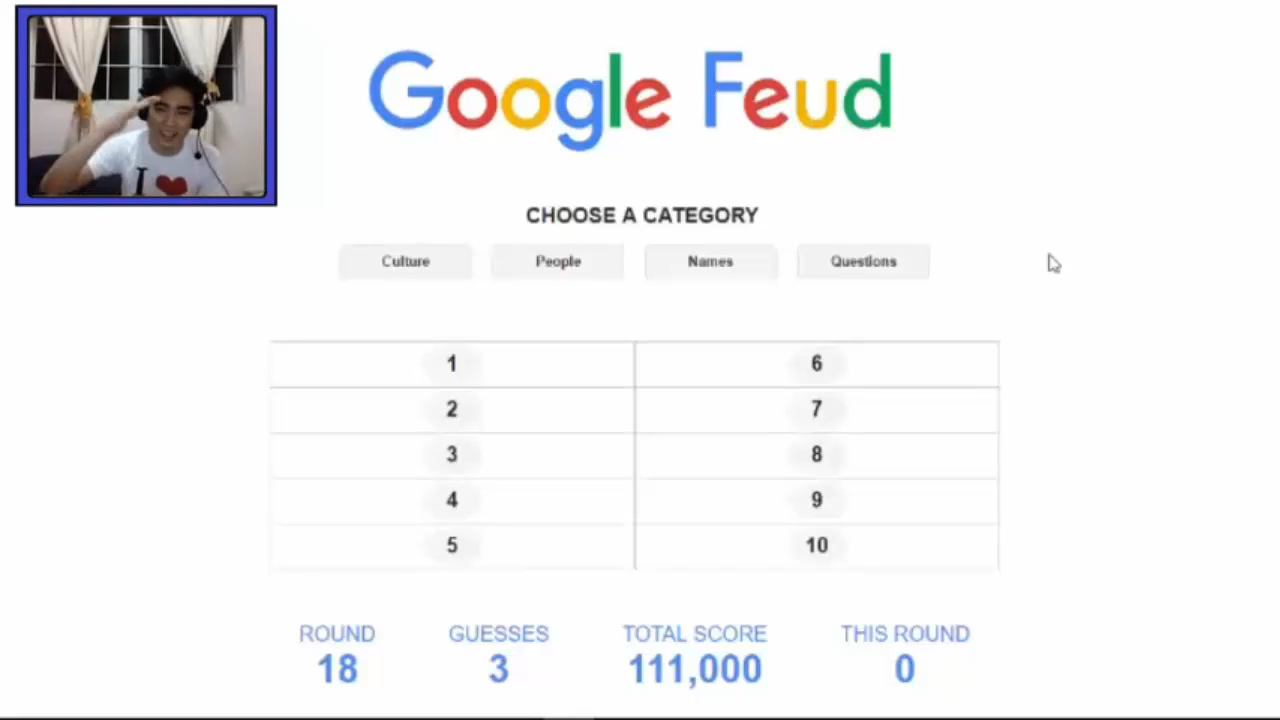 Google Feud
I
CHOOSE A CATEGORY
Culture People Names Questions
1 6
2 7
3 8
4 9
5 10
ROUND GUESSES TOTAL SCORE THIS ROUND
18 3 111,000 0